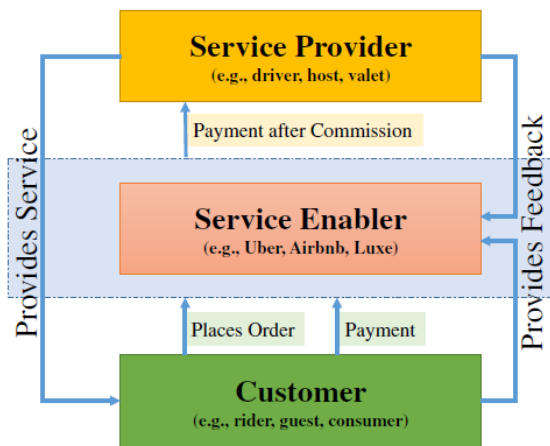 Service Provider
(e.g., driver, host, valet)
Payment after Commission
Provides Service
Provides Feedback
Service Enabler
(e.g., Uber, Airbnb, Luxe)
Places Order
Payment
Customer
(e.g., rider, guest, consumer)